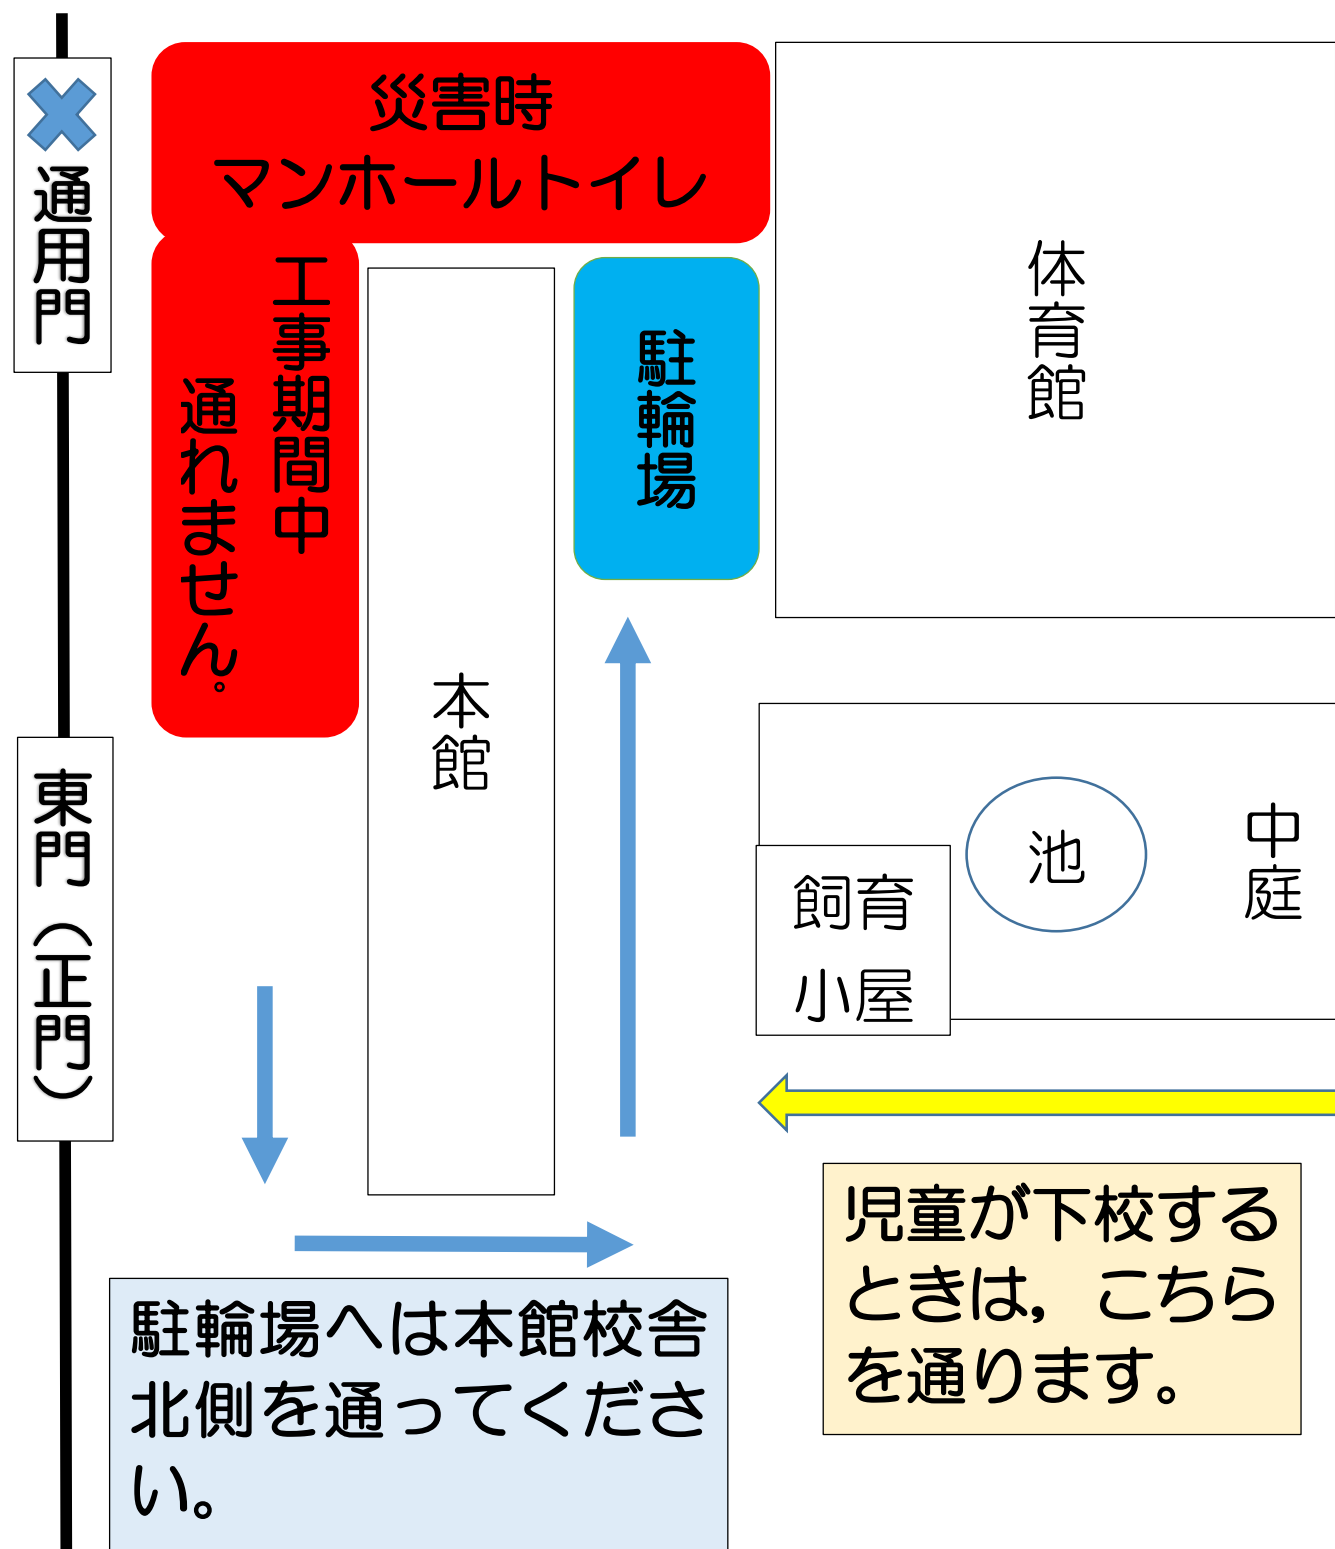 災害時
マンホールトイレ
通用門
工事期間中
通れません。
駐輪場
体育館
本館
東門（正門）
池
中庭
飼育
小屋
児童が下校する
ときは，こちら
を通ります。
駐輪場へは本館校舎
北側を通ってくださ
い。